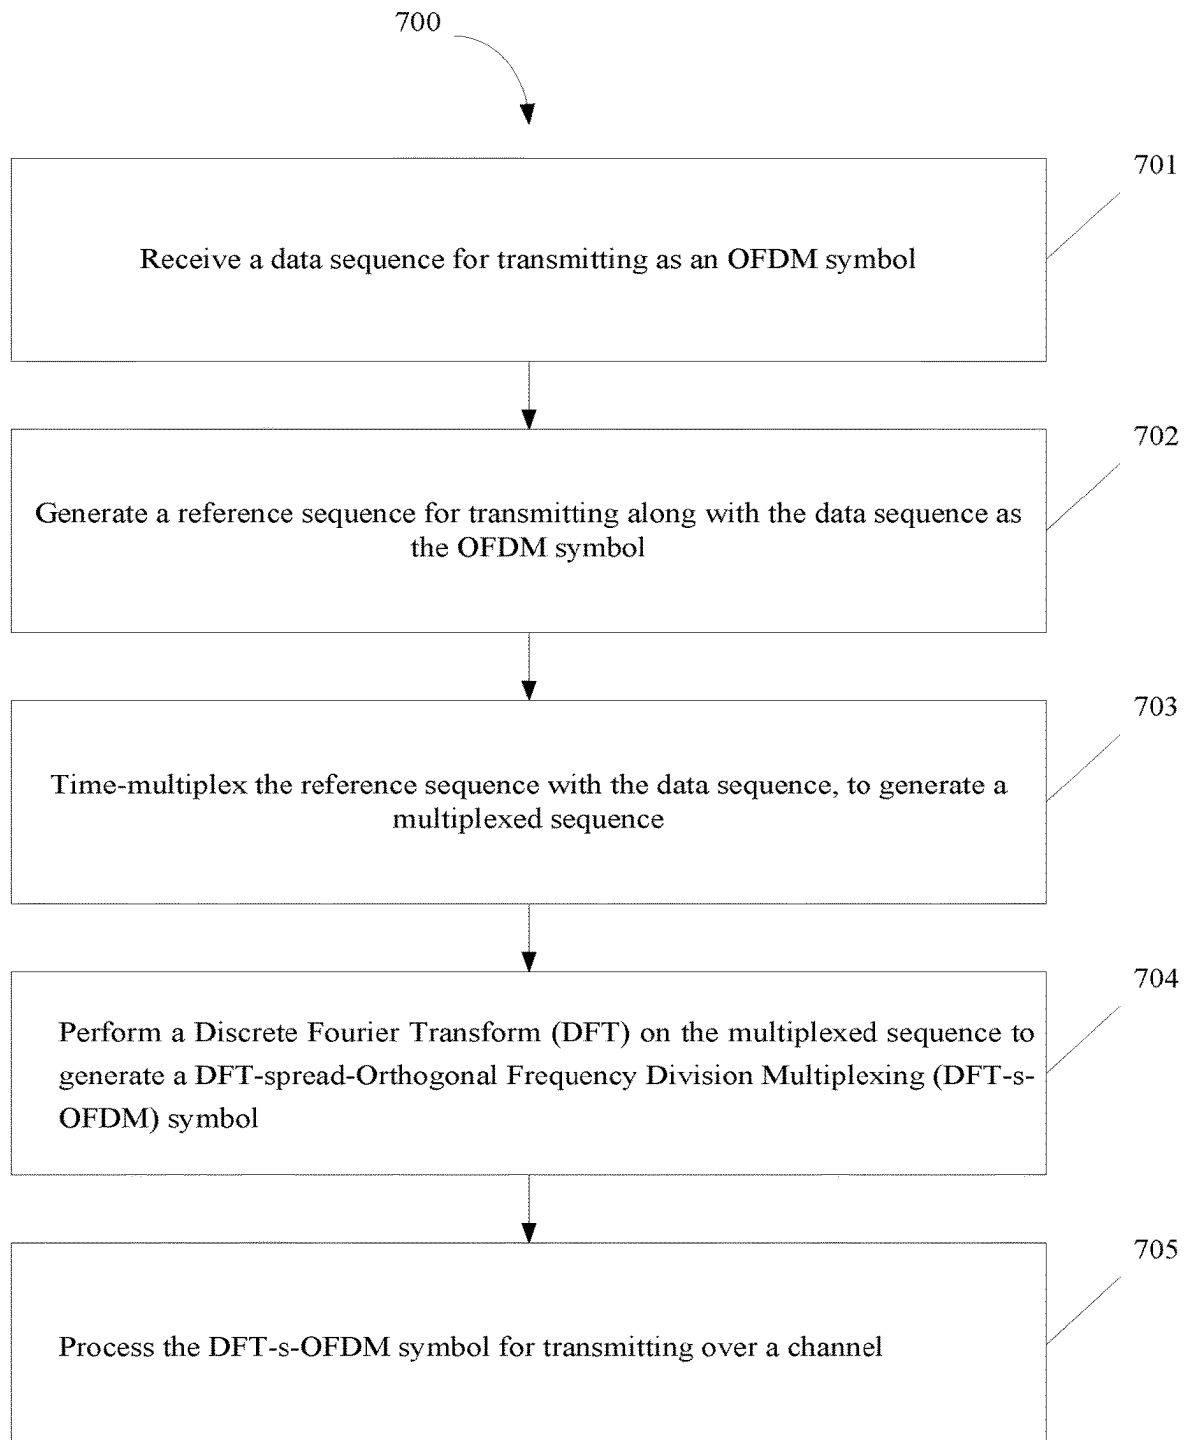 700
701
Receive a data sequence for transmitting as an OFDM symbol
702
Generate a reference sequence for transmitting along with the data sequence as
the OFDM symbol
703
Time-multiplex the reference sequence with the data sequence, to generate a
multiplexed sequence
704
Perform a Discrete Fourier Transform (DFT) on the multiplexed sequence to
generate a DFT-spread-Orthogonal Frequency Division Multiplexing (DFT-s-
OFDM) symbol
705
Process the DFT-s-OFDM symbol for transmitting over a channel